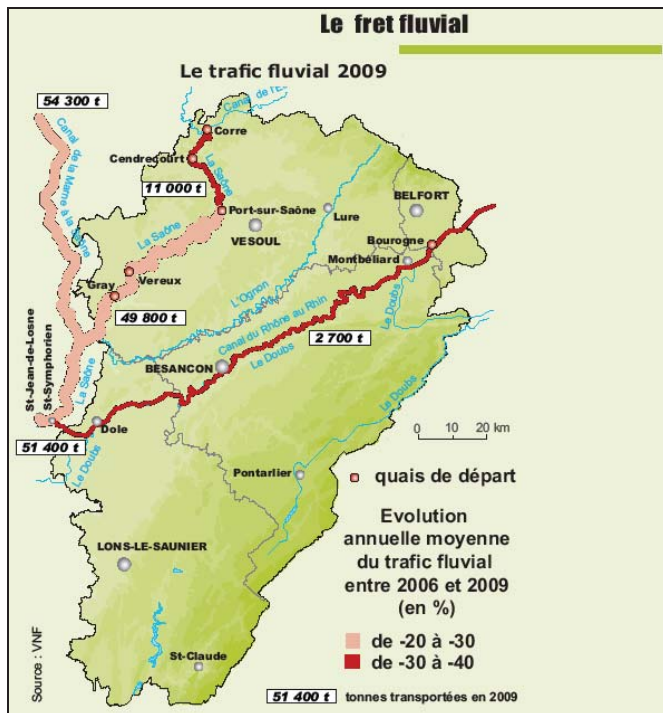 Le fret fluvial
Le trafic fluvial 2009
54 300 t
Canal de l'E
Corre
Canal de la Marne à la Saône
Cendrecourt
La Saône
11 000 t
Port-sur-Saône
Lure
BELFORT
VESOUL
La Saône
Bourogne
Montbéliard
Vereux
Gray
L'Ognon
49 800 t
Canal du Rhône au Rhin
Le Doubs
2 700 t
Le Doubs
St-Jean-de-Losne
St-Symphorien
La Saône
BESANCON
Le Doubs
0 10 20 km
51 400 t
Dole
Le Doubs
Pontarlier
quais de départ
Evolution
annuelle moyenne
du trafic fluvial
entre 2006 et 2009
(en %)
LONS-LE-SAUNIER
de -20 à -30
de -30 à -40
St-Claude
Source : VNF
51 400 t tonnes transportées en 2009